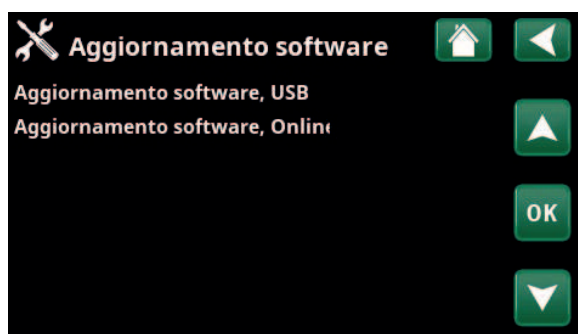 Aggiornamento software
Aggiornamento software, USB
Aggiornamento software, Online
OK